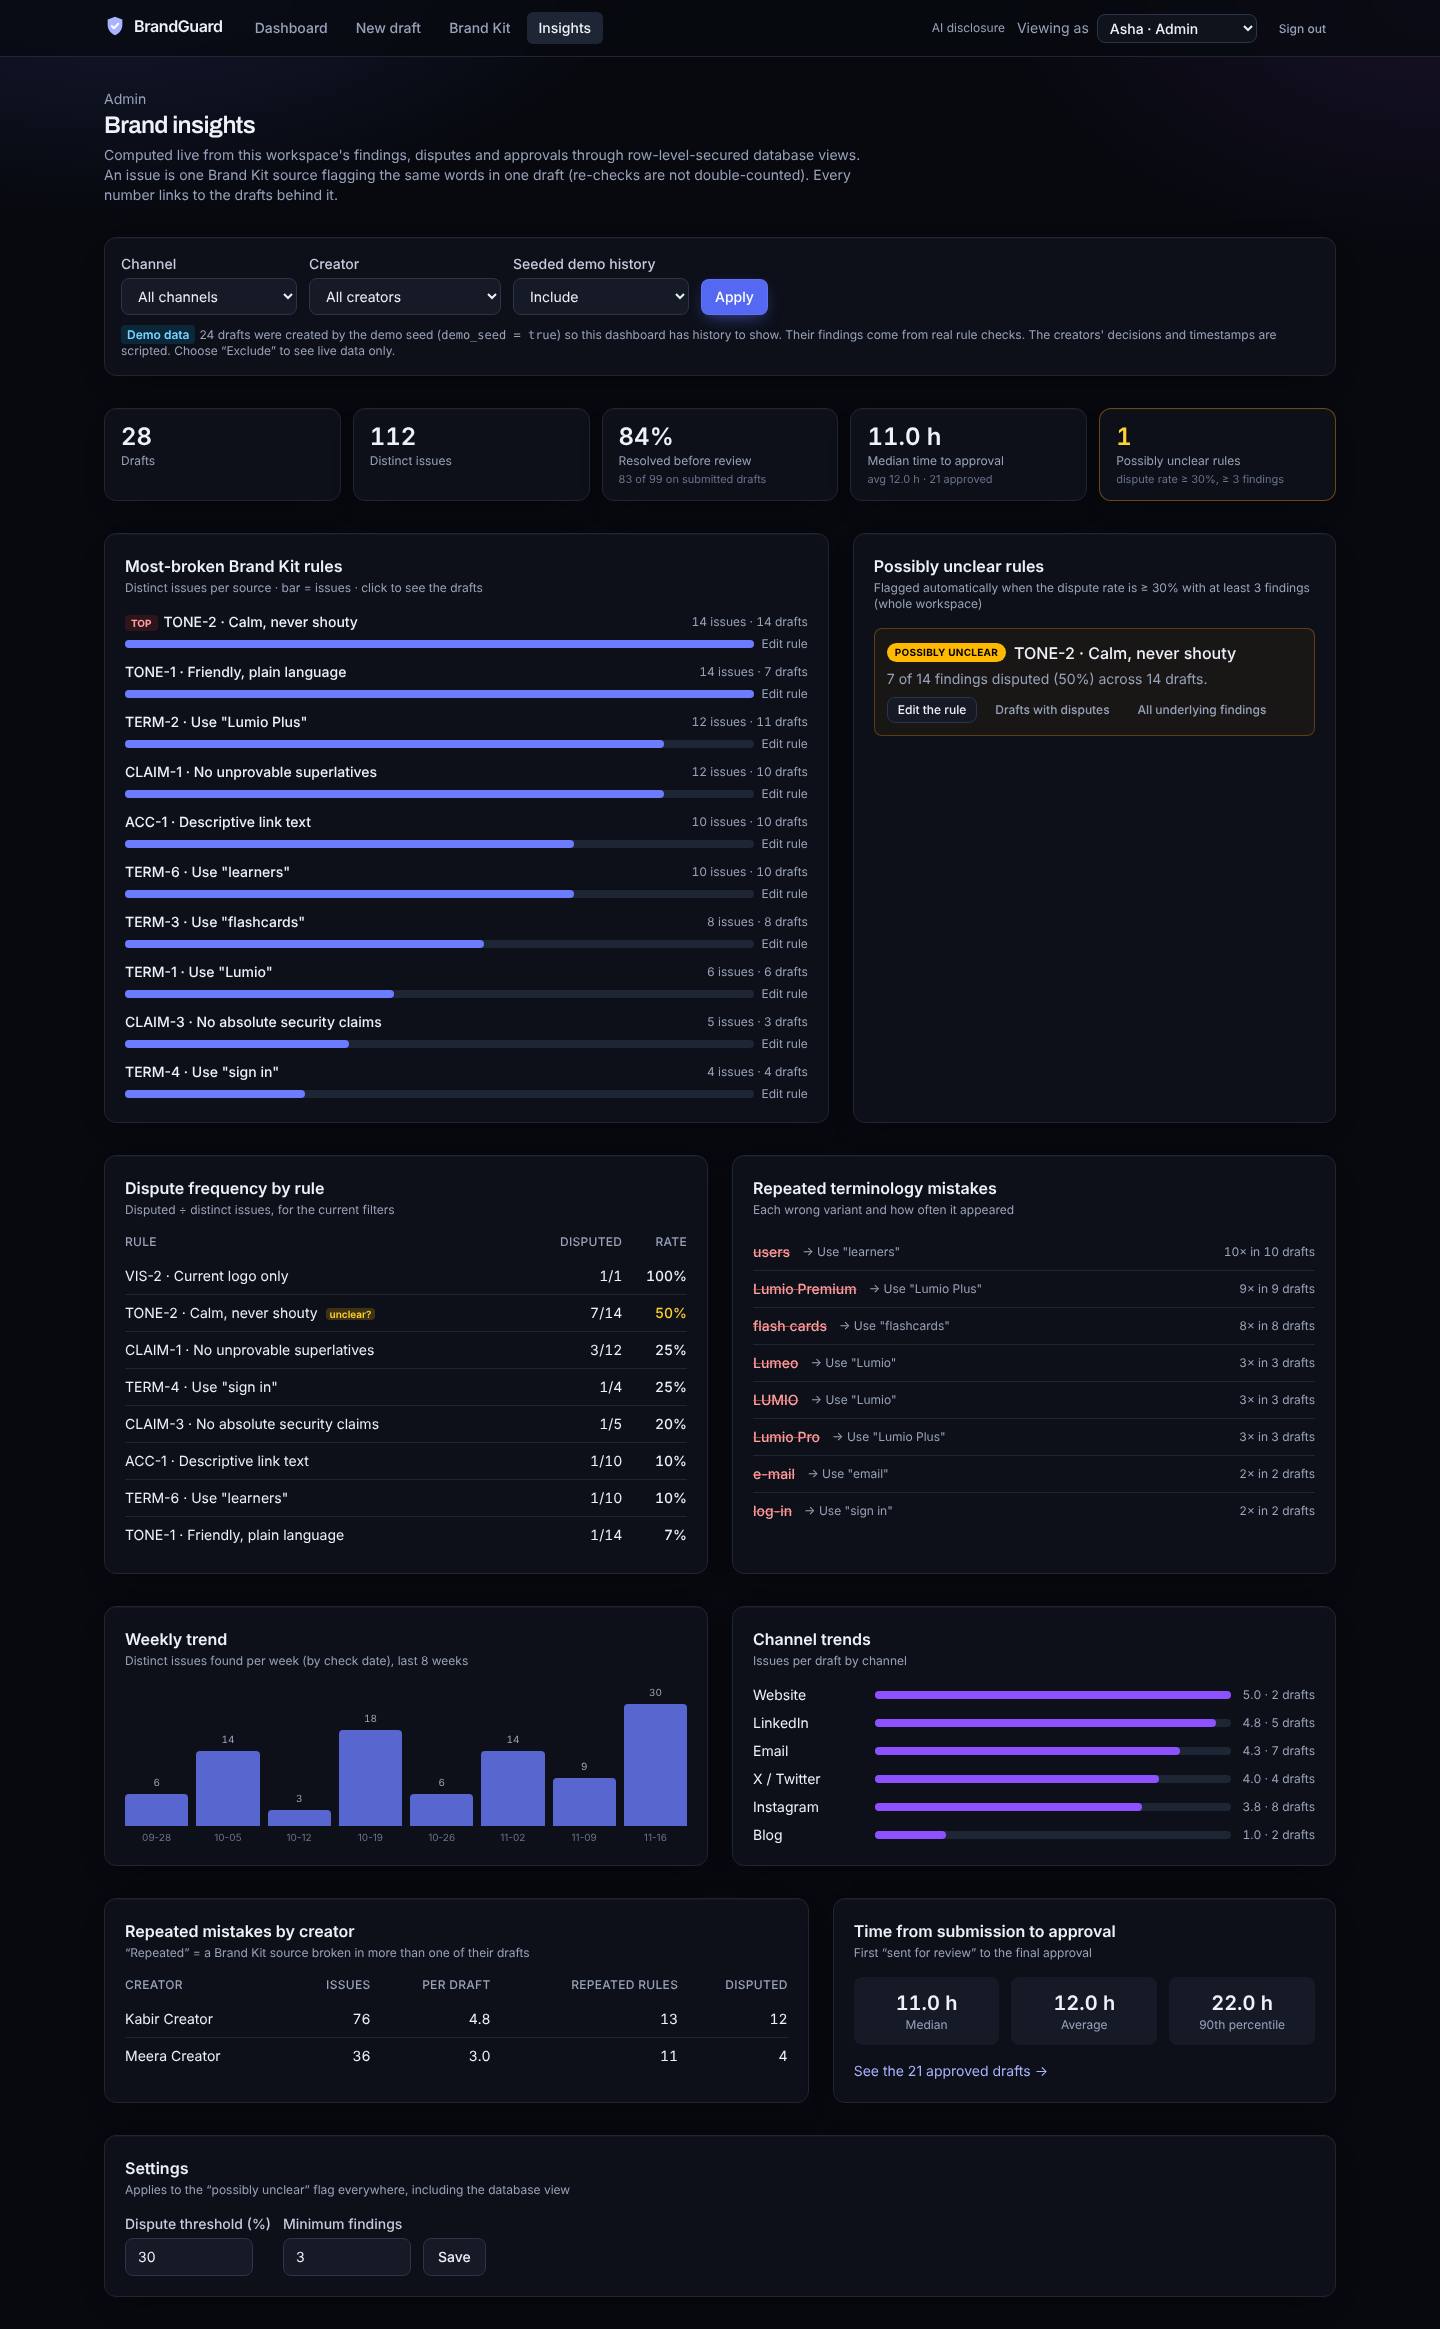 BrandGuard
Dashboard
New draft
Brand Kit
Insights
AI disclosure
Viewing as
Asha · Admin
Sign out
Admin
Brand insights
Computed live from this workspace's findings, disputes and approvals through row-level-secured database views.
An issue is one Brand Kit source flagging the same words in one draft (re-checks are not double-counted). Every
number links to the drafts behind it.
Channel
Creator
Seeded demo history
All channels
All creators
Include
Apply
Demo data 24 drafts were created by the demo seed (demo_seed = true) so this dashboard has history to show. Their findings come from real rule checks. The creators' decisions and timestamps are
scripted. Choose “Exclude” to see live data only.
28
Drafts
112
Distinct issues
84%
Resolved before review
83 of 99 on submitted drafts
11.0 h
Median time to approval
avg 12.0 h · 21 approved
1
Possibly unclear rules
dispute rate ≥ 30%, ≥ 3 findings
Most-broken Brand Kit rules
Distinct issues per source · bar = issues · click to see the drafts
TOP TONE-2 · Calm, never shouty 14 issues · 14 drafts
Edit rule
TONE-1 · Friendly, plain language 14 issues · 7 drafts
Edit rule
TERM-2 · Use "Lumio Plus" 12 issues · 11 drafts
Edit rule
CLAIM-1 · No unprovable superlatives 12 issues · 10 drafts
Edit rule
ACC-1 · Descriptive link text 10 issues · 10 drafts
Edit rule
TERM-6 · Use "learners" 10 issues · 10 drafts
Edit rule
TERM-3 · Use "flashcards" 8 issues · 8 drafts
Edit rule
TERM-1 · Use "Lumio" 6 issues · 6 drafts
Edit rule
CLAIM-3 · No absolute security claims 5 issues · 3 drafts
Edit rule
TERM-4 · Use "sign in" 4 issues · 4 drafts
Edit rule
Possibly unclear rules
Flagged automatically when the dispute rate is ≥ 30% with at least 3 findings
(whole workspace)
POSSIBLY UNCLEAR TONE-2 · Calm, never shouty
7 of 14 findings disputed (50%) across 14 drafts.
Edit the rule
Drafts with disputes
All underlying findings
Dispute frequency by rule
Disputed ÷ distinct issues, for the current filters
RULE DISPUTED RATE
VIS-2 · Current logo only 1/1 100%
TONE-2 · Calm, never shouty unclear? 7/14 50%
CLAIM-1 · No unprovable superlatives 3/12 25%
TERM-4 · Use "sign in" 1/4 25%
CLAIM-3 · No absolute security claims 1/5 20%
ACC-1 · Descriptive link text 1/10 10%
TERM-6 · Use "learners" 1/10 10%
TONE-1 · Friendly, plain language 1/14 7%
Repeated terminology mistakes
Each wrong variant and how often it appeared
users → Use "learners" 10× in 10 drafts
Lumio Premium → Use "Lumio Plus" 9× in 9 drafts
flash cards → Use "flashcards" 8× in 8 drafts
Lumeo → Use "Lumio" 3× in 3 drafts
LUMIO → Use "Lumio" 3× in 3 drafts
Lumio Pro → Use "Lumio Plus" 3× in 3 drafts
e-mail → Use "email" 2× in 2 drafts
log-in → Use "sign in" 2× in 2 drafts
Weekly trend
Distinct issues found per week (by check date), last 8 weeks
6 14 3 18 6 14 9 30
09-28 10-05 10-12 10-19 10-26 11-02 11-09 11-16
Channel trends
Issues per draft by channel
Website 5.0 · 2 drafts
LinkedIn 4.8 · 5 drafts
Email 4.3 · 7 drafts
X / Twitter 4.0 · 4 drafts
Instagram 3.8 · 8 drafts
Blog 1.0 · 2 drafts
Repeated mistakes by creator
“Repeated” = a Brand Kit source broken in more than one of their drafts
CREATOR ISSUES PER DRAFT REPEATED RULES DISPUTED
Kabir Creator 76 4.8 13 12
Meera Creator 36 3.0 11 4
Time from submission to approval
First “sent for review” to the final approval
11.0 h
Median
12.0 h
Average
22.0 h
90th percentile
See the 21 approved drafts →
Settings
Applies to the “possibly unclear” flag everywhere, including the database view
Dispute threshold (%)
Minimum findings
30
3
Save